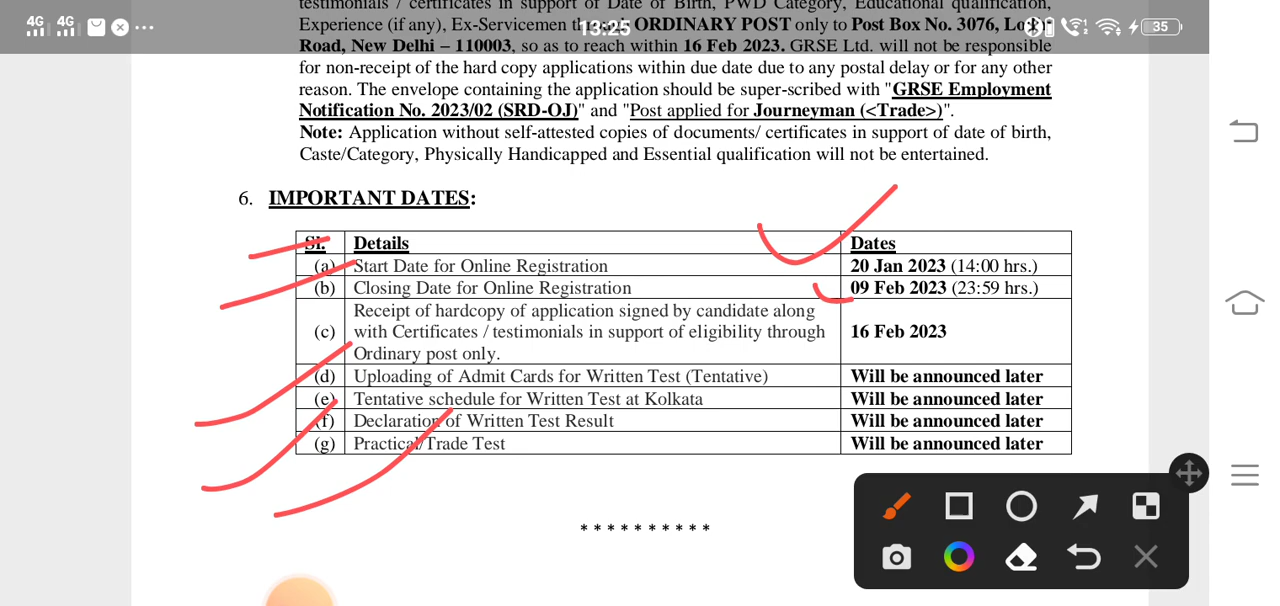 4G 4G 13:25 35
testimonials / certificates in support of Date of Birth, PWD Category, Educational qualification,
Experience (if any), Ex-Servicemen through ORDINARY POST only to Post Box No. 3076,
Road, New Delhi – 110003, so as to reach within 16 Feb 2023. GRSE Ltd. will not be responsible
for non-receipt of the hard copy applications within due date due to any postal delay or for any other
reason. The envelope containing the application should be super-scribed with "GRSE Employment
Notification No. 2023/02 (SRD-OJ)" and "Post applied for Journeyman (<Trade>)".
Note: Application without self-attested copies of documents/ certificates in support of date of birth,
Caste/Category, Physically Handicapped and Essential qualification will not be entertained.
6. IMPORTANT DATES:
Sl. Details Dates
(a) Start Date for Online Registration 20 Jan 2023 (14:00 hrs.)
(b) Closing Date for Online Registration 09 Feb 2023 (23:59 hrs.)
(c) Receipt of hardcopy of application signed by candidate along
with Certificates / testimonials in support of eligibility through 16 Feb 2023
Ordinary post only.
(d) Uploading of Admit Cards for Written Test (Tentative) Will be announced later
(e) Tentative schedule for Written Test at Kolkata Will be announced later
(f) Declaration of Written Test Result Will be announced later
(g) Practical/Trade Test Will be announced later
* * * * * * * * * *